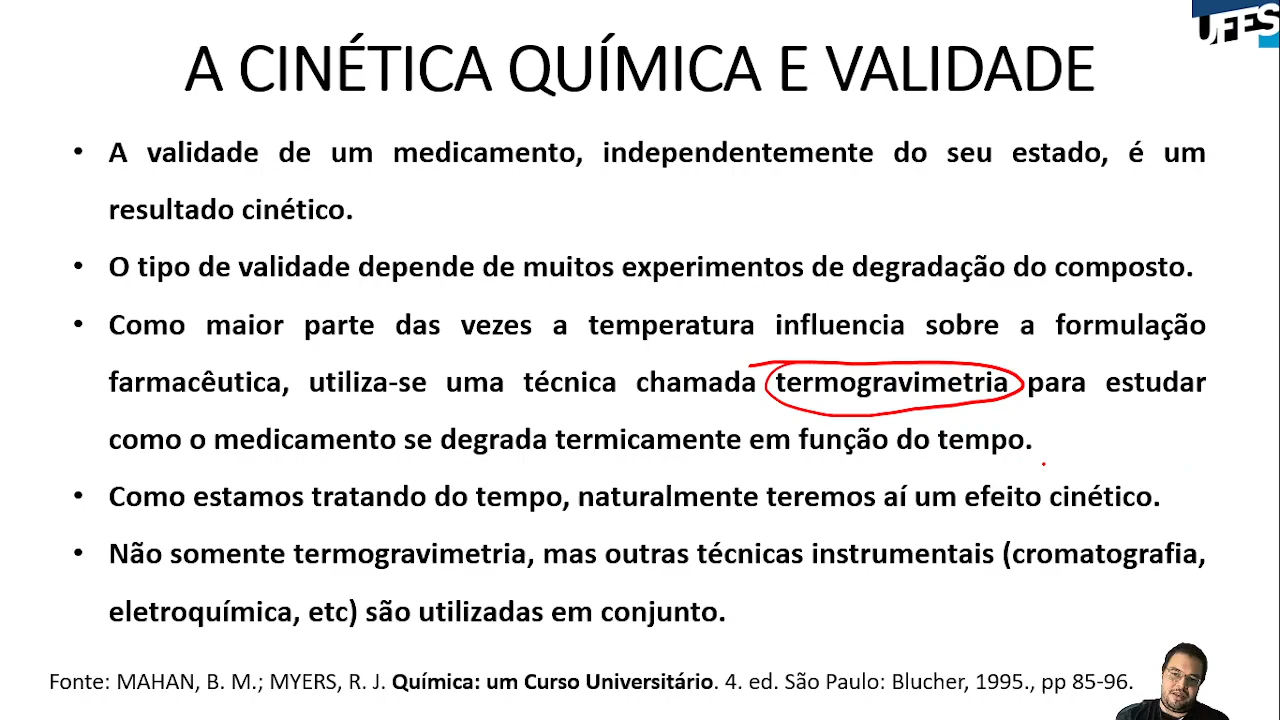 UFES
A CINÉTICA QUÍMICA E VALIDADE
• A validade de um medicamento, independentemente do seu estado, é um
resultado cinético.
• O tipo de validade depende de muitos experimentos de degradação do composto.
• Como maior parte das vezes a temperatura influencia sobre a formulação
farmacêutica, utiliza-se uma técnica chamada termogravimetria para estudar
como o medicamento se degrada termicamente em função do tempo.
• Como estamos tratando do tempo, naturalmente teremos aí um efeito cinético.
• Não somente termogravimetria, mas outras técnicas instrumentais (cromatografia,
eletroquímica, etc) são utilizadas em conjunto.
Fonte: MAHAN, B. M.; MYERS, R. J. Química: um Curso Universitário. 4. ed. São Paulo: Blucher, 1995., pp 85-96.